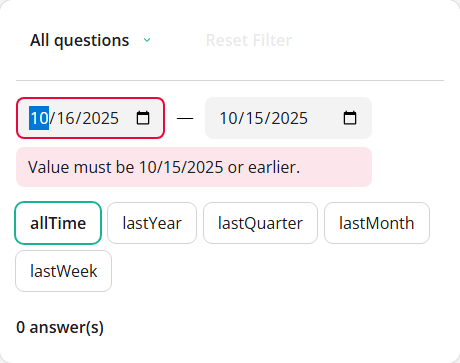 All questions Reset Filter
10/16/2025 — 10/15/2025
Value must be 10/15/2025 or earlier.
allTime lastYear lastQuarter lastMonth
lastWeek
0 answer(s)